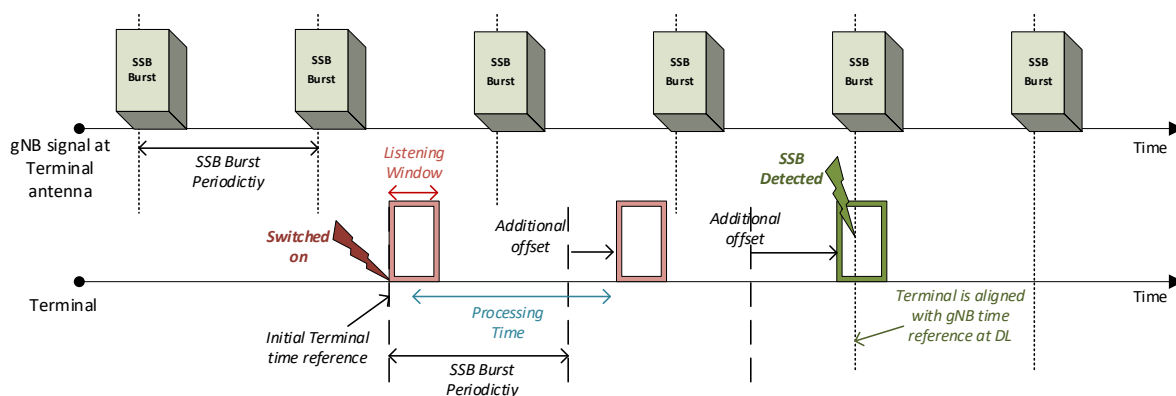 SSB
Burst
SSB
Burst
SSB
Burst
SSB
Burst
SSB
Burst
SSB
Burst
gNB signal at
Terminal
antenna
Time
SSB Burst
Periodictiy
Listening
Window
SSB
Detected
Switched
on
Additional
offset
Additional
offset
Terminal
Time
Initial Terminal
time reference
Processing
Time
Terminal is aligned
with gNB time
reference at DL
SSB Burst
Periodictiy